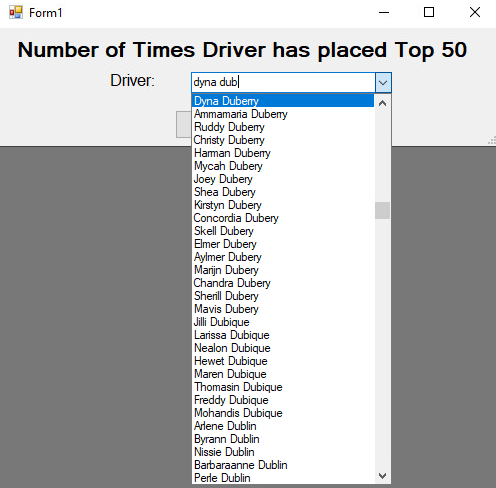 Form1
Number of Times Driver has placed Top 50
Driver: dyna dub
Dyna Duberry
Ammamaria Duberry
Ruddy Duberry
Christy Duberry
Harman Duberry
Mycah Dubery
Joey Dubery
Shea Dubery
Kirstyn Dubery
Concordia Dubery
Skell Dubery
Elmer Dubery
Aylmer Dubery
Marijn Dubery
Chandra Dubery
Sherill Dubery
Mavis Dubery
Jilli Dubique
Larissa Dubique
Nealon Dubique
Hewet Dubique
Maren Dubique
Thomasin Dubique
Freddy Dubique
Mohandis Dubique
Arlene Dublin
Byrann Dublin
Nissie Dublin
Barbaraanne Dublin
Perle Dublin